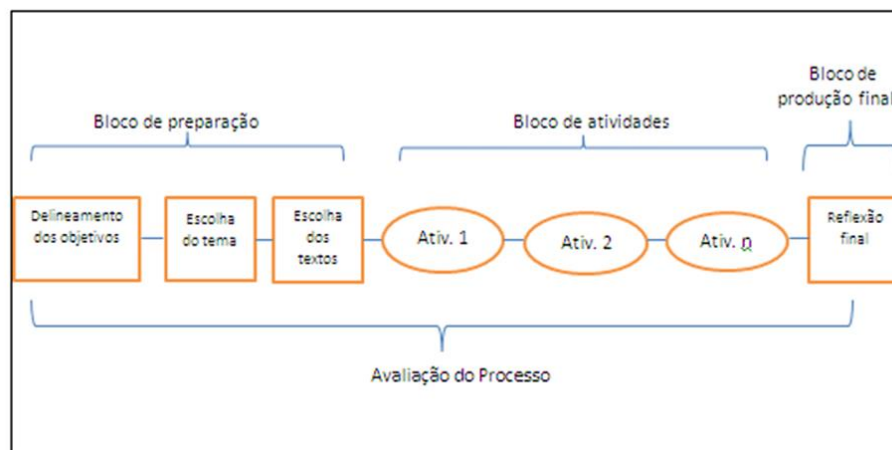 Bloco de preparação
Bloco de atividades
Bloco de
produção final
Delineamento
dos objetivos
Escolha
do tema
Escolha
dos
textos
Ativ. 1
Ativ. 2
Ativ. n
Reflexão
final
Avaliação do Processo